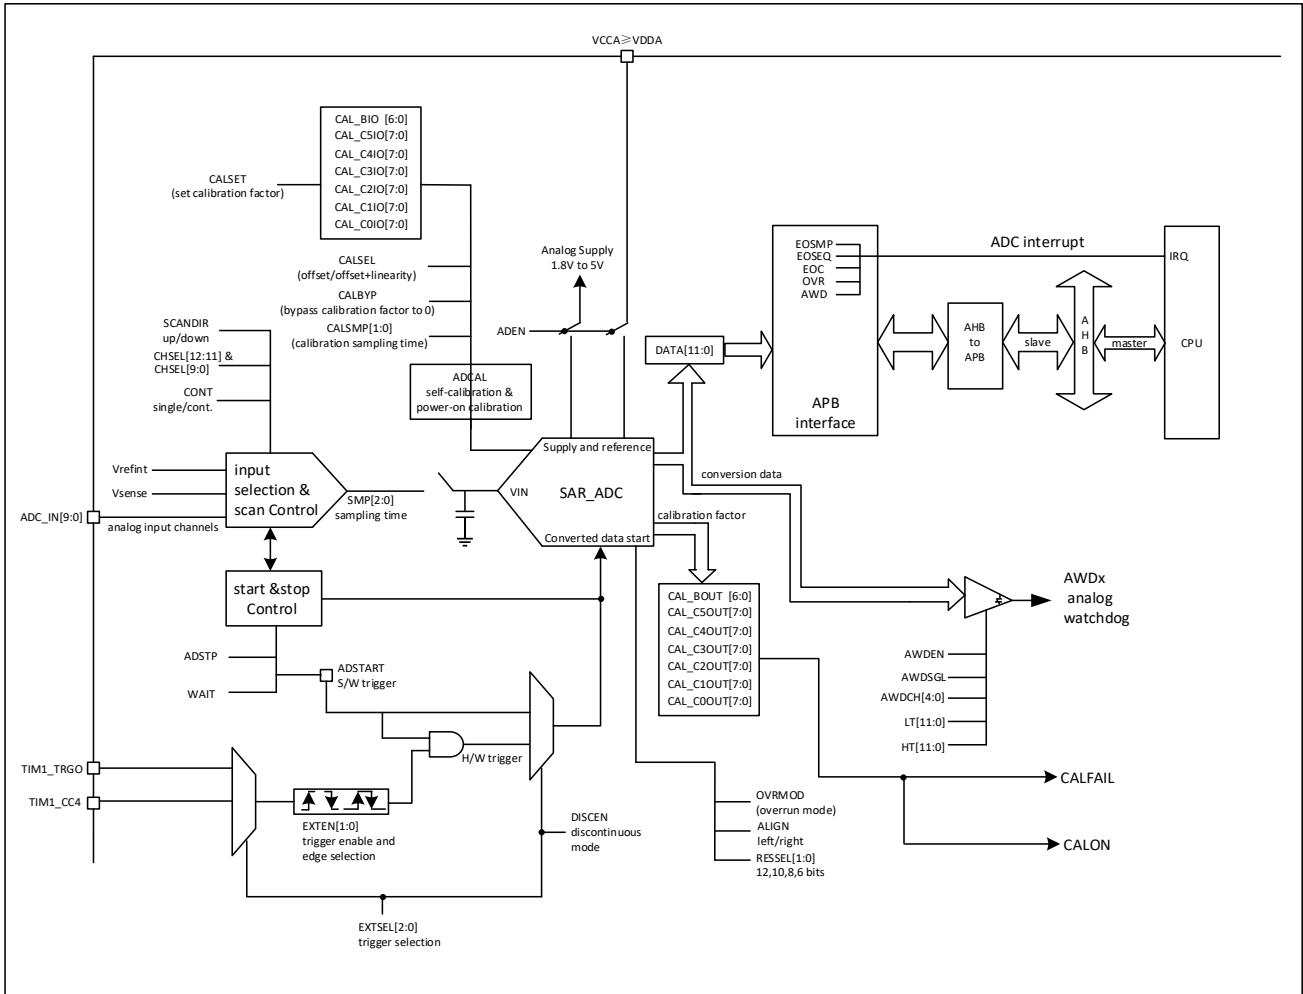 VCCA≥VDDA
CAL_BIO [6:0]
CAL_C5IO[7:0]
CAL_C4IO[7:0]
CAL_C3IO[7:0]
CAL_C2IO[7:0]
CAL_C1IO[7:0]
CAL_C0IO[7:0]
CALSET
(set calibration factor)
CALSEL
(offset/offset+linearity)
CALBYP
(bypass calibration factor to 0)
CALSMP[1:0]
(calibration sampling time)
ADCAL
self-calibration &
power-on calibration
Analog Supply
1.8V to 5V
ADEN
SCANDIR
up/down
CHSEL[12:11] &
CHSEL[9:0]
CONT
single/cont.
Vrefint
Vsense
ADC_IN[9:0]
analog input channels
input
selection &
scan Control
SMP[2:0]
sampling time
Supply and reference
VIN
SAR_ADC
Converted data start
DATA[11:0]
EOSMP
EOSEQ
EOC
OVR
AWD
APB
interface
ADC interrupt
AHB
to
APB
slave
A
H
B
master
IRQ
CPU
conversion data
calibration factor
CAL_BOUT [6:0]
CAL_C5OUT[7:0]
CAL_C4OUT[7:0]
CAL_C3OUT[7:0]
CAL_C2OUT[7:0]
CAL_C1OUT[7:0]
CAL_C0OUT[7:0]
AWDx
analog
watchdog
AWDEN
AWDSGL
AWDCH[4:0]
LT[11:0]
HT[11:0]
start &stop
Control
ADSTP
WAIT
ADSTART
S/W trigger
H/W trigger
TIM1_TRGO
TIM1_CC4
EXTEN[1:0]
trigger enable and
edge selection
DISCEN
discontinuous
mode
EXTSEL[2:0]
trigger selection
OVRMOD
(overrun mode)
ALIGN
left/right
RESSEL[1:0]
12,10,8,6 bits
CALFAIL
CALON